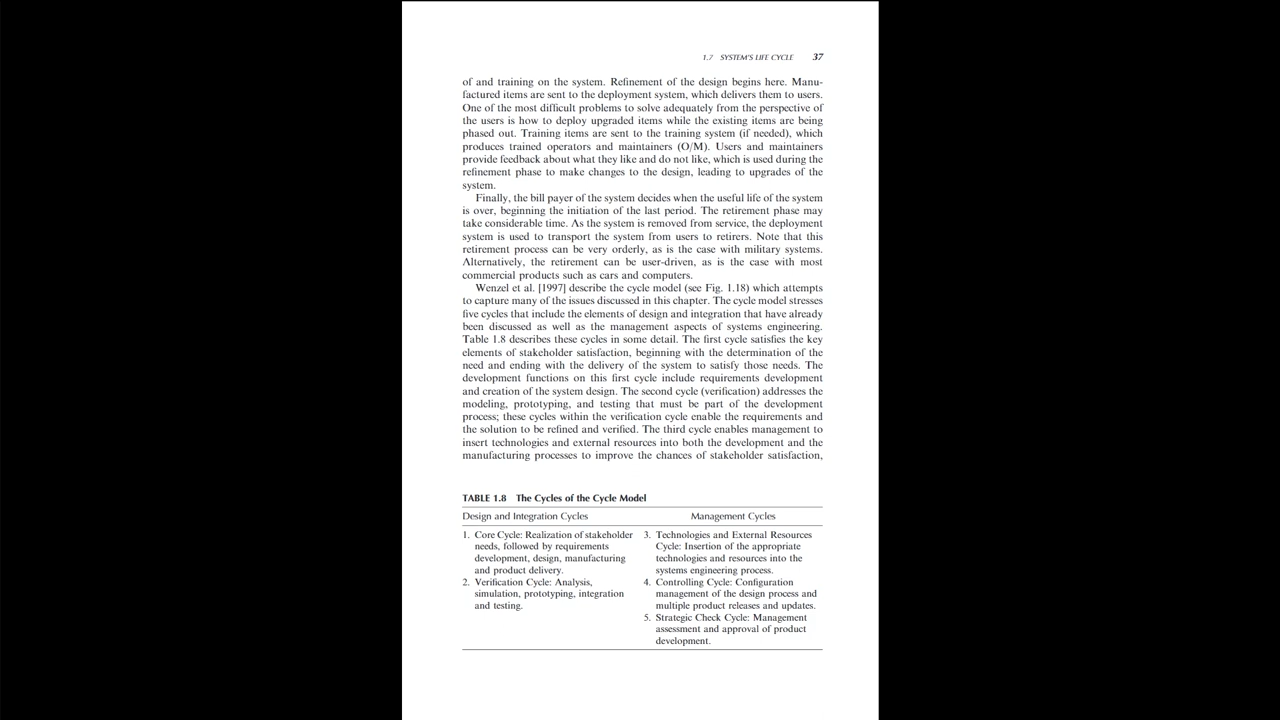 1.7 SYSTEM'S LIFE CYCLE 37
of and training on the system. Refinement of the design begins here. Manu-
factured items are sent to the deployment system, which delivers them to users.
One of the most difficult problems to solve adequately from the perspective of
the users is how to deploy upgraded items while the existing items are being
phased out. Training items are sent to the training system (if needed), which
produces trained operators and maintainers (O/M). Users and maintainers
provide feedback about what they like and do not like, which is used during the
refinement phase to make changes to the design, leading to upgrades of the
system.
Finally, the bill payer of the system decides when the useful life of the system
is over, beginning the initiation of the last period. The retirement phase may
take considerable time. As the system is removed from service, the deployment
system is used to transport the system from users to retirers. Note that this
retirement process can be very orderly, as is the case with military systems.
Alternatively, the retirement can be user-driven, as is the case with most
commercial products such as cars and computers.
Wenzel et al. [1997] describe the cycle model (see Fig. 1.18) which attempts
to capture many of the issues discussed in this chapter. The cycle model stresses
five cycles that include the elements of design and integration that have already
been discussed as well as the management aspects of systems engineering.
Table 1.8 describes these cycles in some detail. The first cycle satisfies the key
elements of stakeholder satisfaction, beginning with the determination of the
need and ending with the delivery of the system to satisfy those needs. The
development functions on this first cycle include requirements development
and creation of the system design. The second cycle (verification) addresses the
modeling, prototyping, and testing that must be part of the development
process; these cycles within the verification cycle enable the requirements and
the solution to be refined and verified. The third cycle enables management to
insert technologies and external resources into both the development and the
manufacturing processes to improve the chances of stakeholder satisfaction,
TABLE 1.8 The Cycles of the Cycle Model
Design and Integration Cycles
1. Core Cycle: Realization of stakeholder
needs, followed by requirements
development, design, manufacturing
and product delivery.
2. Verification Cycle: Analysis,
simulation, prototyping, integration
and testing.
Management Cycles
3. Technologies and External Resources
Cycle: Insertion of the appropriate
technologies and resources into the
systems engineering process.
4. Controlling Cycle: Configuration
management of the design process and
multiple product releases and updates.
5. Strategic Check Cycle: Management
assessment and approval of product
development.